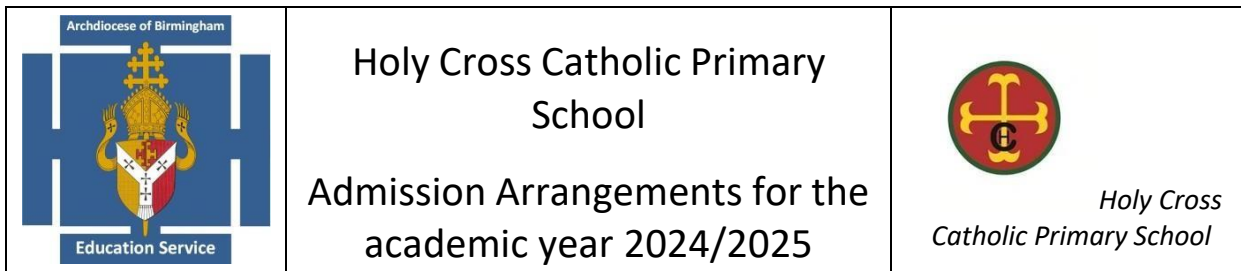 Archdiocese of Birmingham
Education Service
Holy Cross Catholic Primary
School
Admission Arrangements for the
academic year 2024/2025
CH
Holy Cross
Catholic Primary School